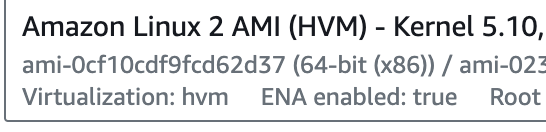 Amazon Linux 2 AMI (HVM) - Kernel 5.10,
ami-0cf10cdf9fcd62d37 (64-bit (x86)) / ami-023
Virtualization: hvm ENA enabled: true Root